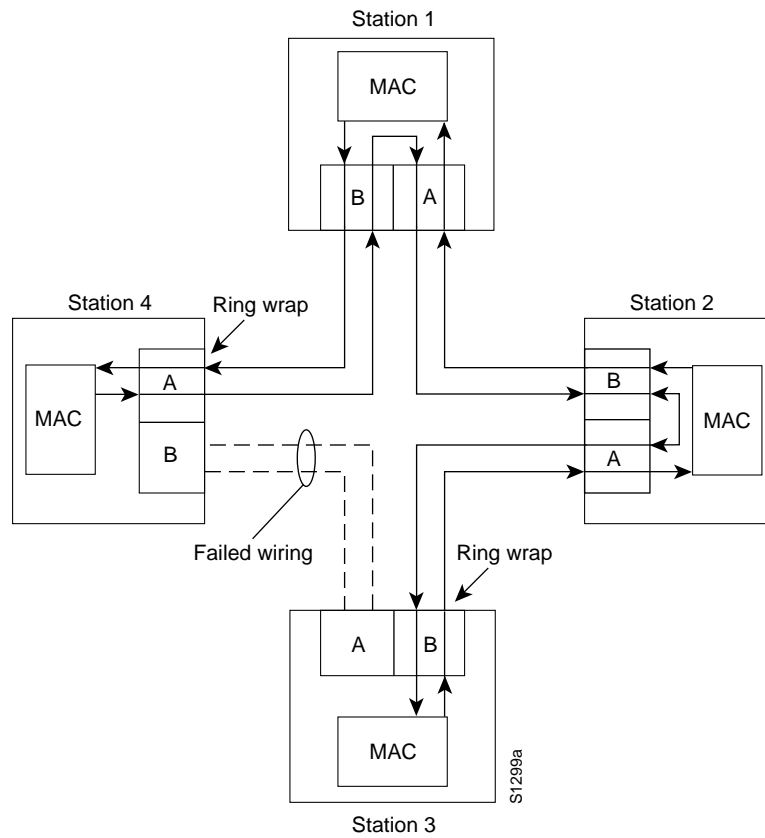 Station 1
MAC
B
A
Station 4
Ring wrap
Station 2
MAC
A
B
B
A
MAC
Failed wiring
Ring wrap
A
B
MAC
S1299a
Station 3